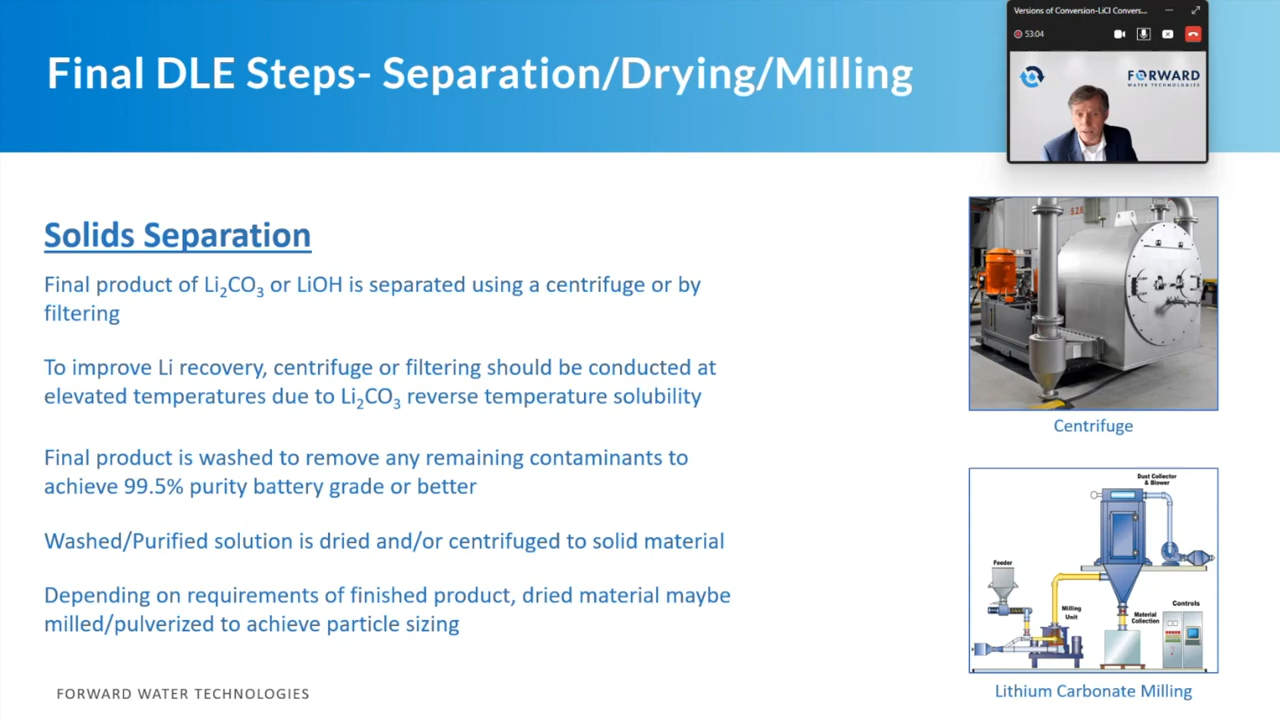 Final DLE Steps- Separation/Drying/Milling
Versions of Conversion-LiCl Convers...
53:04
FORWARD
WATER TECHNOLOGIES
Solids Separation
Final product of Li₂CO₃ or LiOH is separated using a centrifuge or by
filtering
To improve Li recovery, centrifuge or filtering should be conducted at
elevated temperatures due to Li₂CO₃ reverse temperature solubility
Final product is washed to remove any remaining contaminants to
achieve 99.5% purity battery grade or better
Washed/Purified solution is dried and/or centrifuged to solid material
Depending on requirements of finished product, dried material maybe
milled/pulverized to achieve particle sizing
Centrifuge
Dust Collector
& Blower
Feeder
Milling
Unit
Material
Collection
Controls
Lithium Carbonate Milling
FORWARD WATER TECHNOLOGIES